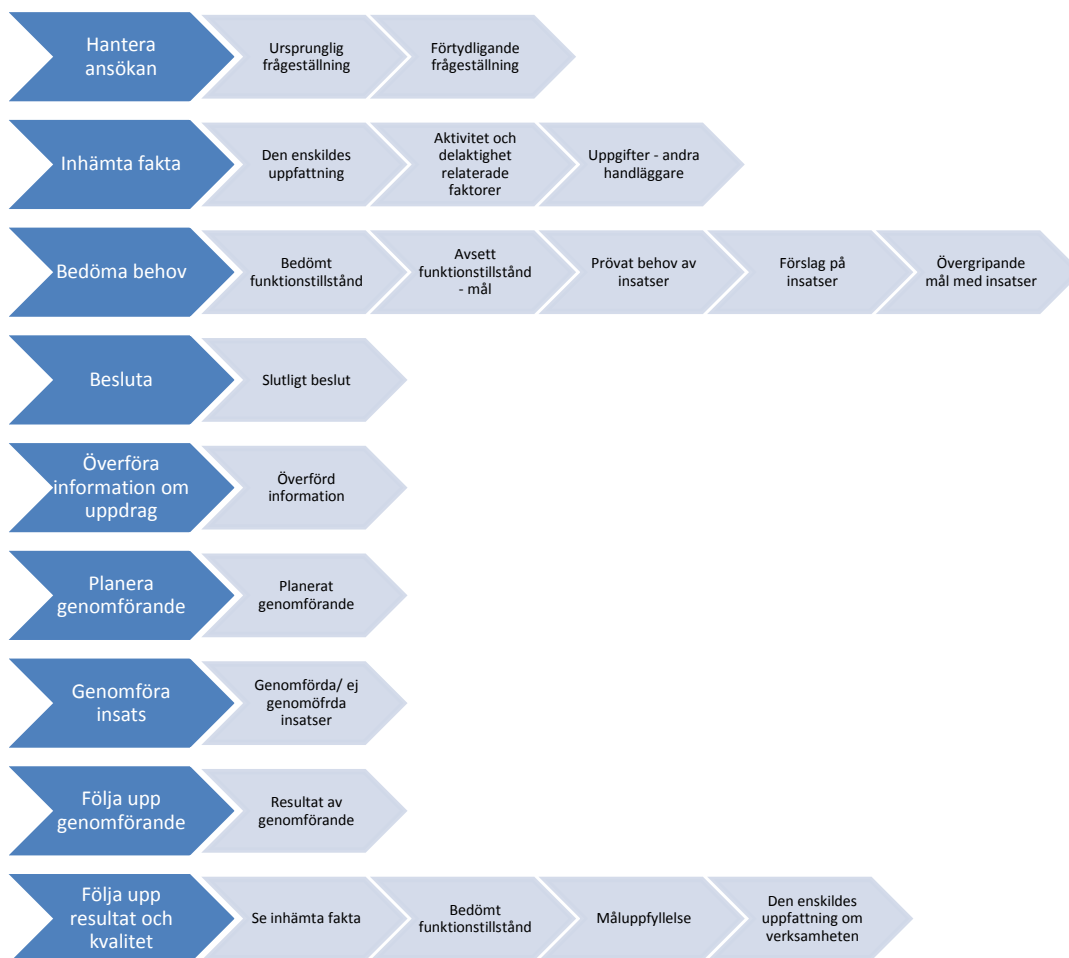 Hantera
ansökan
Ursprunglig
frågeställning
Förtydligande
frågeställning
Inhämta fakta
Den enskildes
uppfattning
Aktivitet och
delaktighet
relaterade
faktorer
Uppgifter - andra
handläggare
Bedöma behov
Bedömt
funktionstillstånd
Avsett
funktionstillstånd
- mål
Prövat behov av
insatser
Förslag på
insatser
Övergripande
mål med insatser
Besluta
Slutligt beslut
Överföra
information om
uppdrag
Överförd
information
Planera
genomförande
Planerat
genomförande
Genomföra
insats
Genomförda/ ej
genomöfrda
insatser
Följa upp
genomförande
Resultat av
genomförande
Följa upp
resultat och
kvalitet
Se inhämta fakta
Bedömt
funktionstillstånd
Måluppfyllelse
Den enskildes
uppfattning om
verksamheten